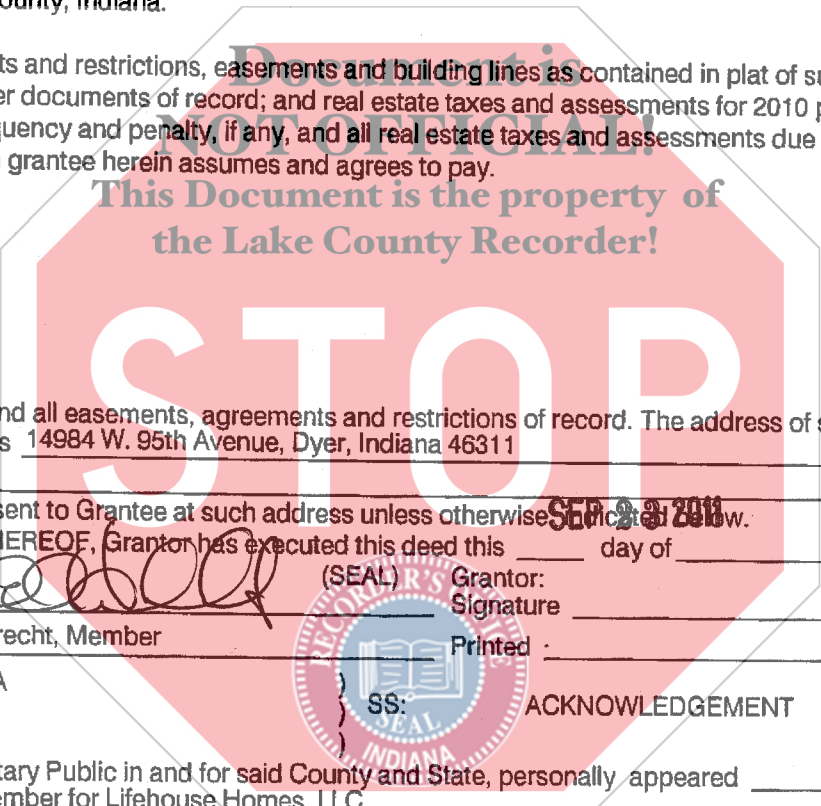 ounty, Indiana.
Document is
ts and restrictions, easements and building lines as contained in plat of su
er documents of record; and real estate taxes and assessments for 2010 p
quency and penalty, if any, and all real estate taxes and assessments due
NOT OFFICIAL!
grantee herein assumes and agrees to pay.
This Document is the property of
the Lake County Recorder!
STOP
nd all easements, agreements and restrictions of record. The address of s
s 14984 W. 95th Avenue, Dyer, Indiana 46311
sent to Grantee at such address unless otherwise indicated below.
SEP 2011
EREOF, Grantor has executed this deed this ____ day of
(SEAL) Grantor:
Signature
recht, Member
Printed
A
SS: ACKNOWLEDGEMENT
RECORDER'S
SEAL
INDIANA
tary Public in and for said County and State, personally appeared
ember for Lifehouse Homes, LLC